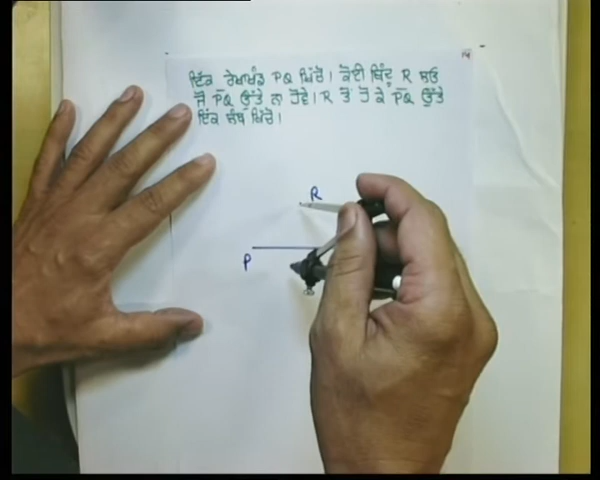 ਇੱਕ ਰੇਖਾਖੰਡ PQ ਖਿੱਚੋ। ਕੋਈ ਬਿੰਦੂ R ਲਓ
ਜੋ PQ ਉੱਤੇ ਨਾ ਹੋਵੇ। R ਤੋਂ ਹੋ ਕੇ PQ ਉੱਤੇ
ਇੱਕ ਲੰਬ ਖਿੱਚੋ।
R
P